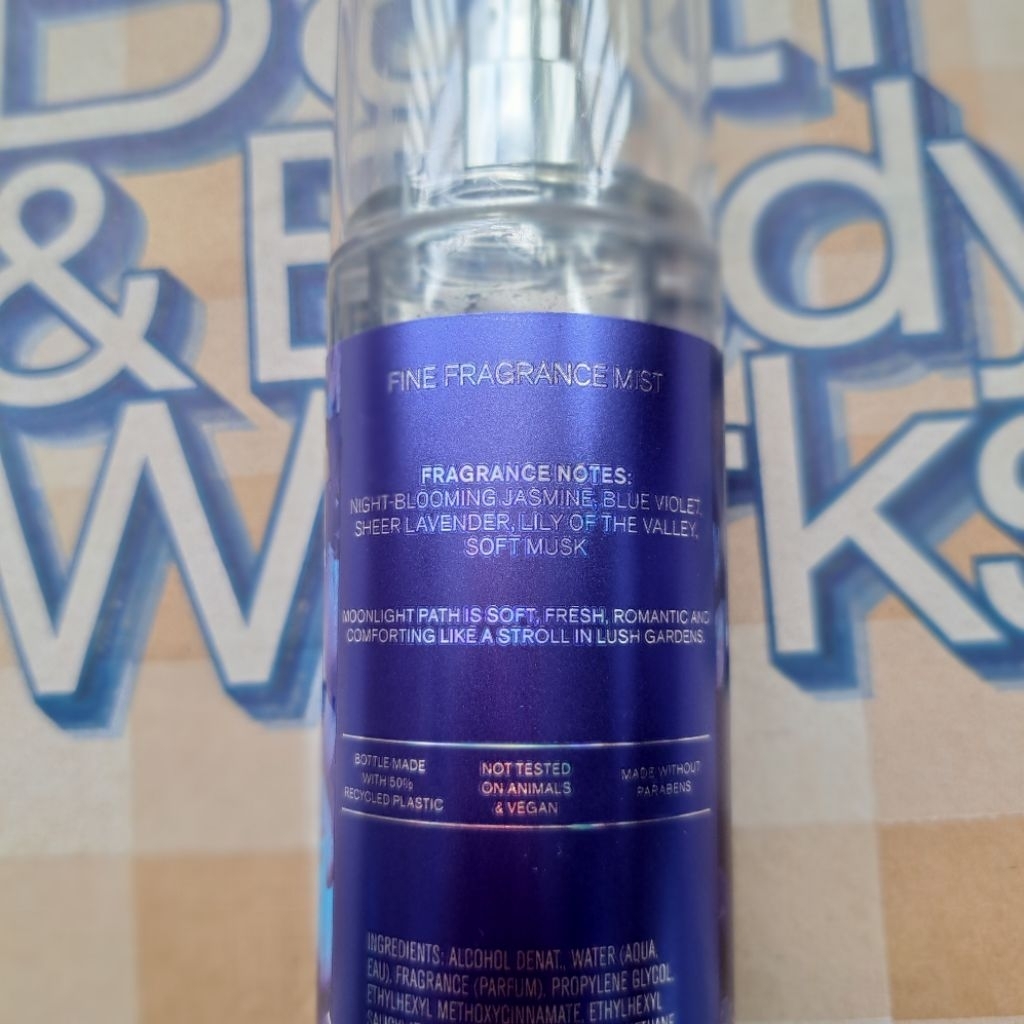 Bath
& Body
Works
FINE FRAGRANCE MIST
FRAGRANCE NOTES:
NIGHT-BLOOMING JASMINE, BLUE VIOLET,
SHEER LAVENDER, LILY OF THE VALLEY,
SOFT MUSK
MOONLIGHT PATH IS SOFT, FRESH, ROMANTIC AND
COMFORTING LIKE A STROLL IN LUSH GARDENS.
BOTTLE MADE
WITH 50%
RECYCLED PLASTIC
NOT TESTED
ON ANIMALS
& VEGAN
MADE WITHOUT
PARABENS
INGREDIENTS: ALCOHOL DENAT., WATER (AQUA,
EAU), FRAGRANCE (PARFUM), PROPYLENE GLYCOL,
ETHYLHEXYL METHOXYCINNAMATE, ETHYLHEXYL